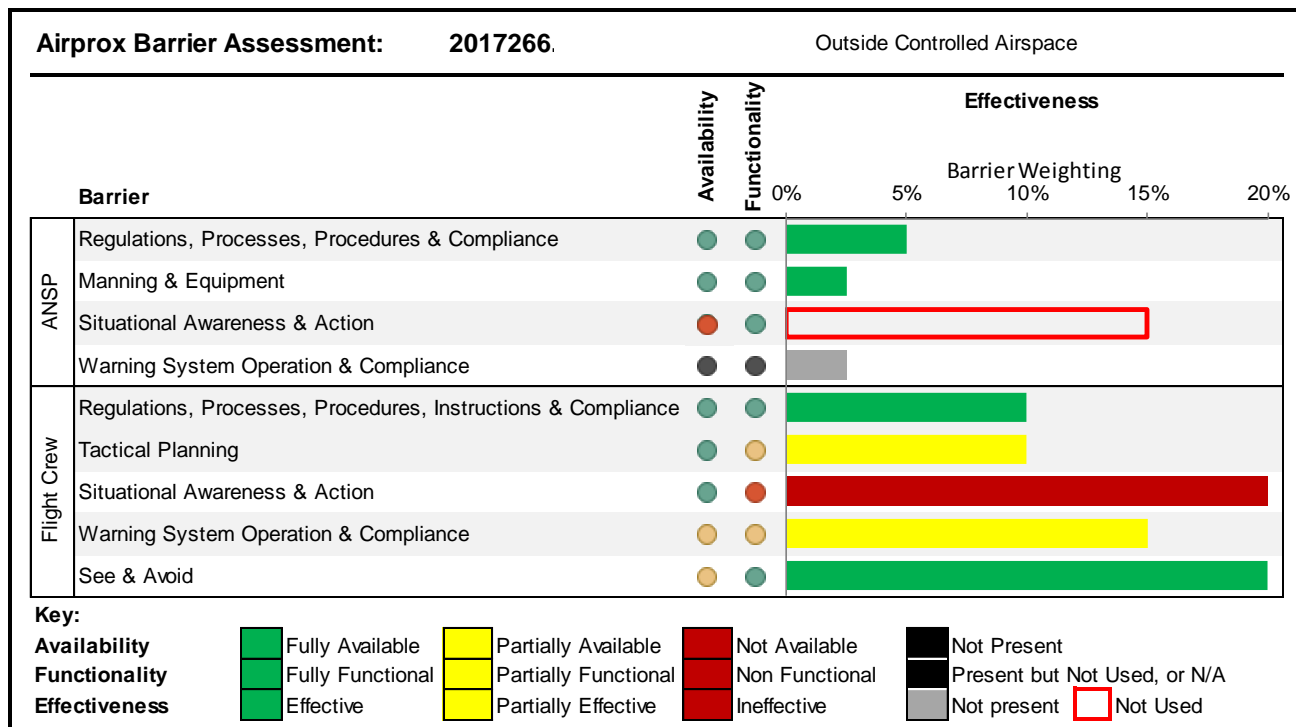 Airprox Barrier Assessment: 2017266. Outside Controlled Airspace
Availability
Functionality
Effectiveness
Barrier Weighting
Barrier
0% 5% 10% 15% 20%
ANSP
Regulations, Processes, Procedures & Compliance
Manning & Equipment
Situational Awareness & Action
Warning System Operation & Compliance
Flight Crew
Regulations, Processes, Procedures, Instructions & Compliance
Tactical Planning
Situational Awareness & Action
Warning System Operation & Compliance
See & Avoid
Key:
Availability Fully Available Partially Available Not Available Not Present
Functionality Fully Functional Partially Functional Non Functional Present but Not Used, or N/A
Effectiveness Effective Partially Effective Ineffective Not present Not Used